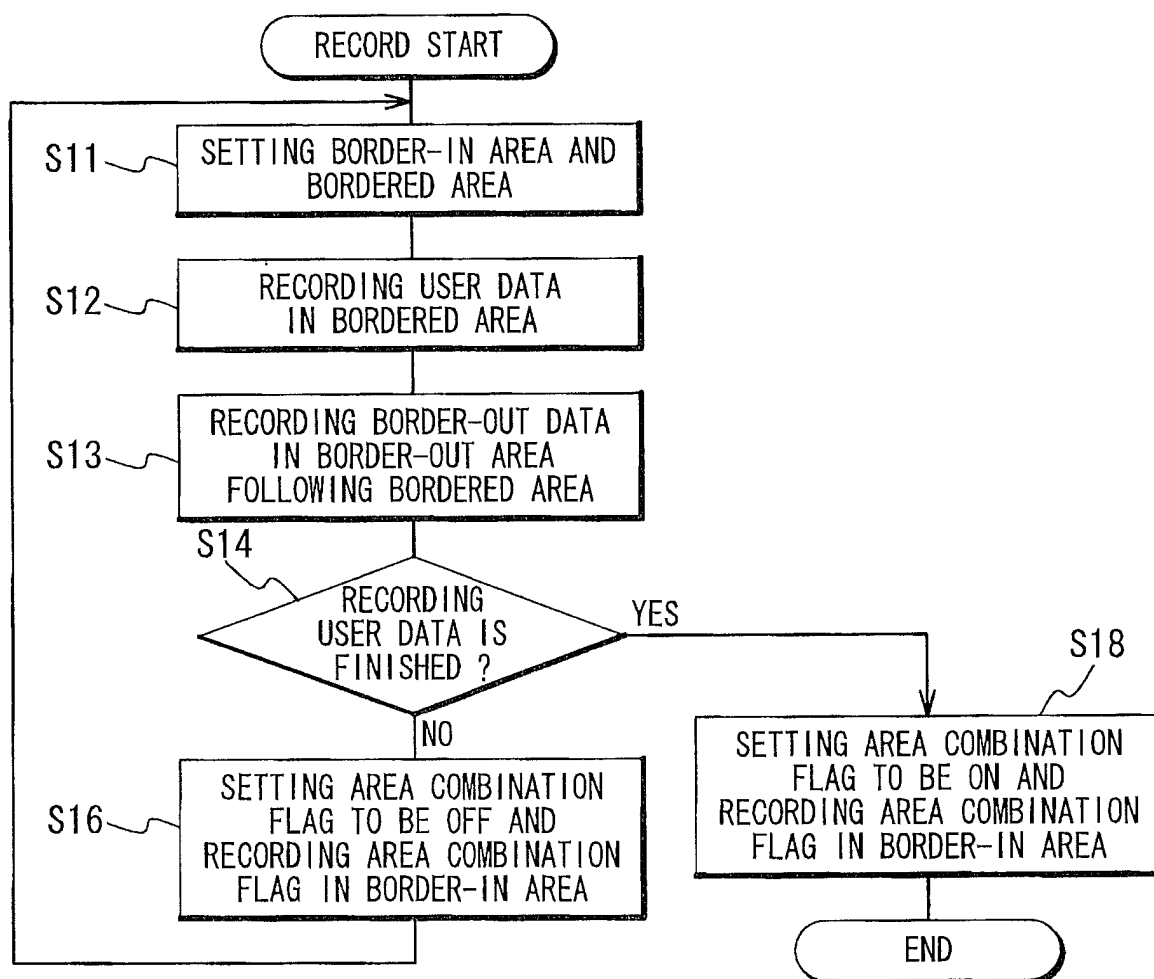 RECORD START
S11
SETTING BORDER-IN AREA AND
BORDERED AREA
S12
RECORDING USER DATA
IN BORDERED AREA
S13
RECORDING BORDER-OUT DATA
IN BORDER-OUT AREA
FOLLOWING BORDERED AREA
S14
RECORDING
USER DATA IS
FINISHED ?
YES
NO
S16
SETTING AREA COMBINATION
FLAG TO BE OFF AND
RECORDING AREA COMBINATION
FLAG IN BORDER-IN AREA
S18
SETTING AREA COMBINATION
FLAG TO BE ON AND
RECORDING AREA COMBINATION
FLAG IN BORDER-IN AREA
END